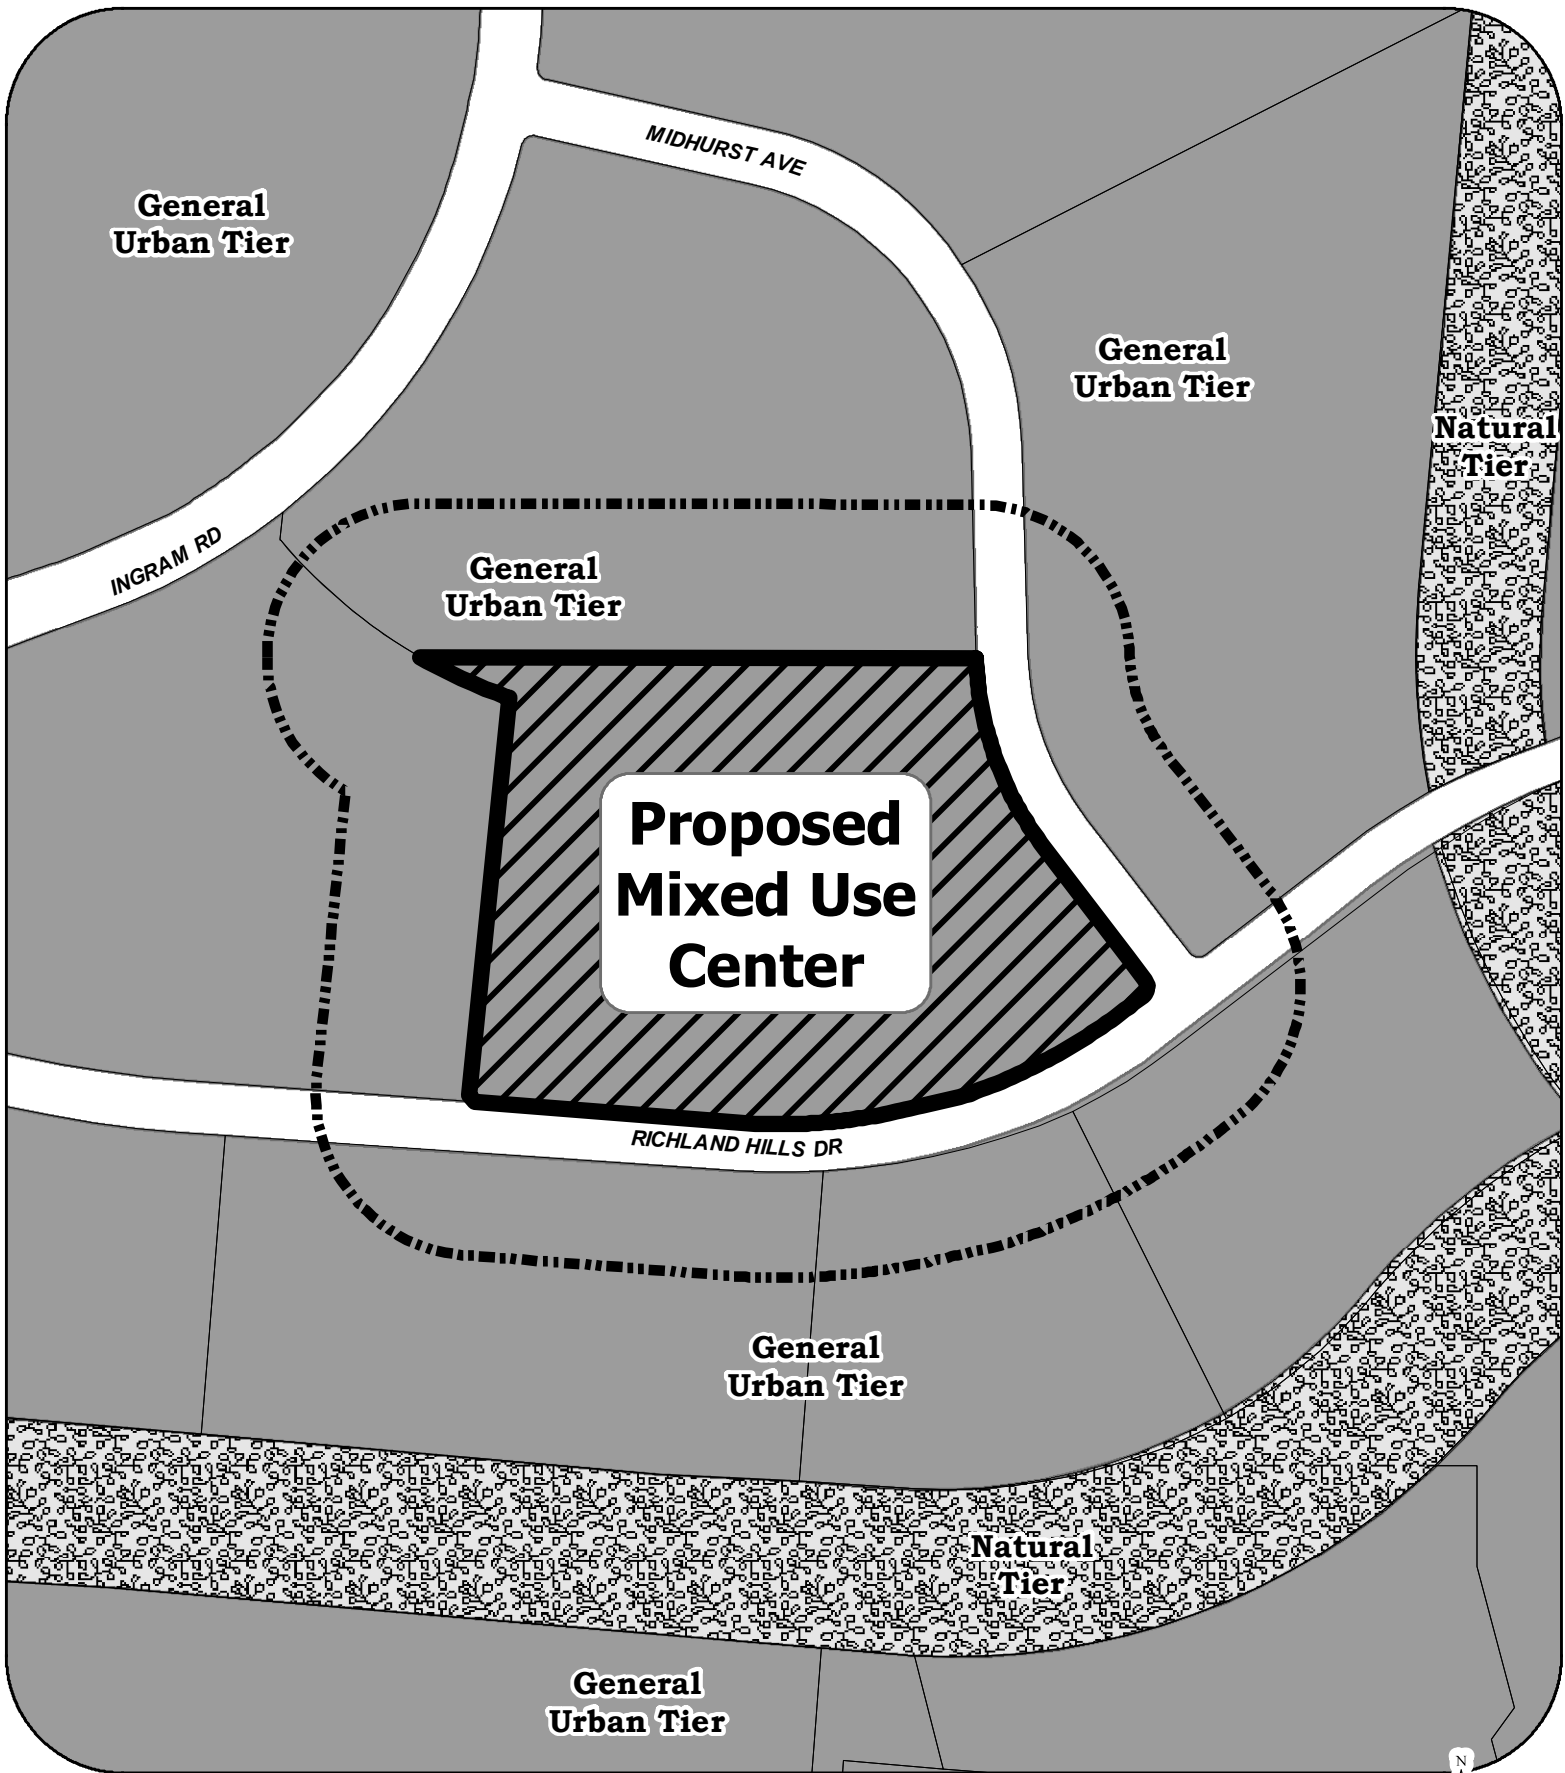 MIDHURST AVE
General
Urban Tier
General
Urban Tier
Natural
Tier
INGRAM RD
General
Urban Tier
Proposed
Mixed Use
Center
RICHLAND HILLS DR
General
Urban Tier
Natural
Tier
General
Urban Tier
N